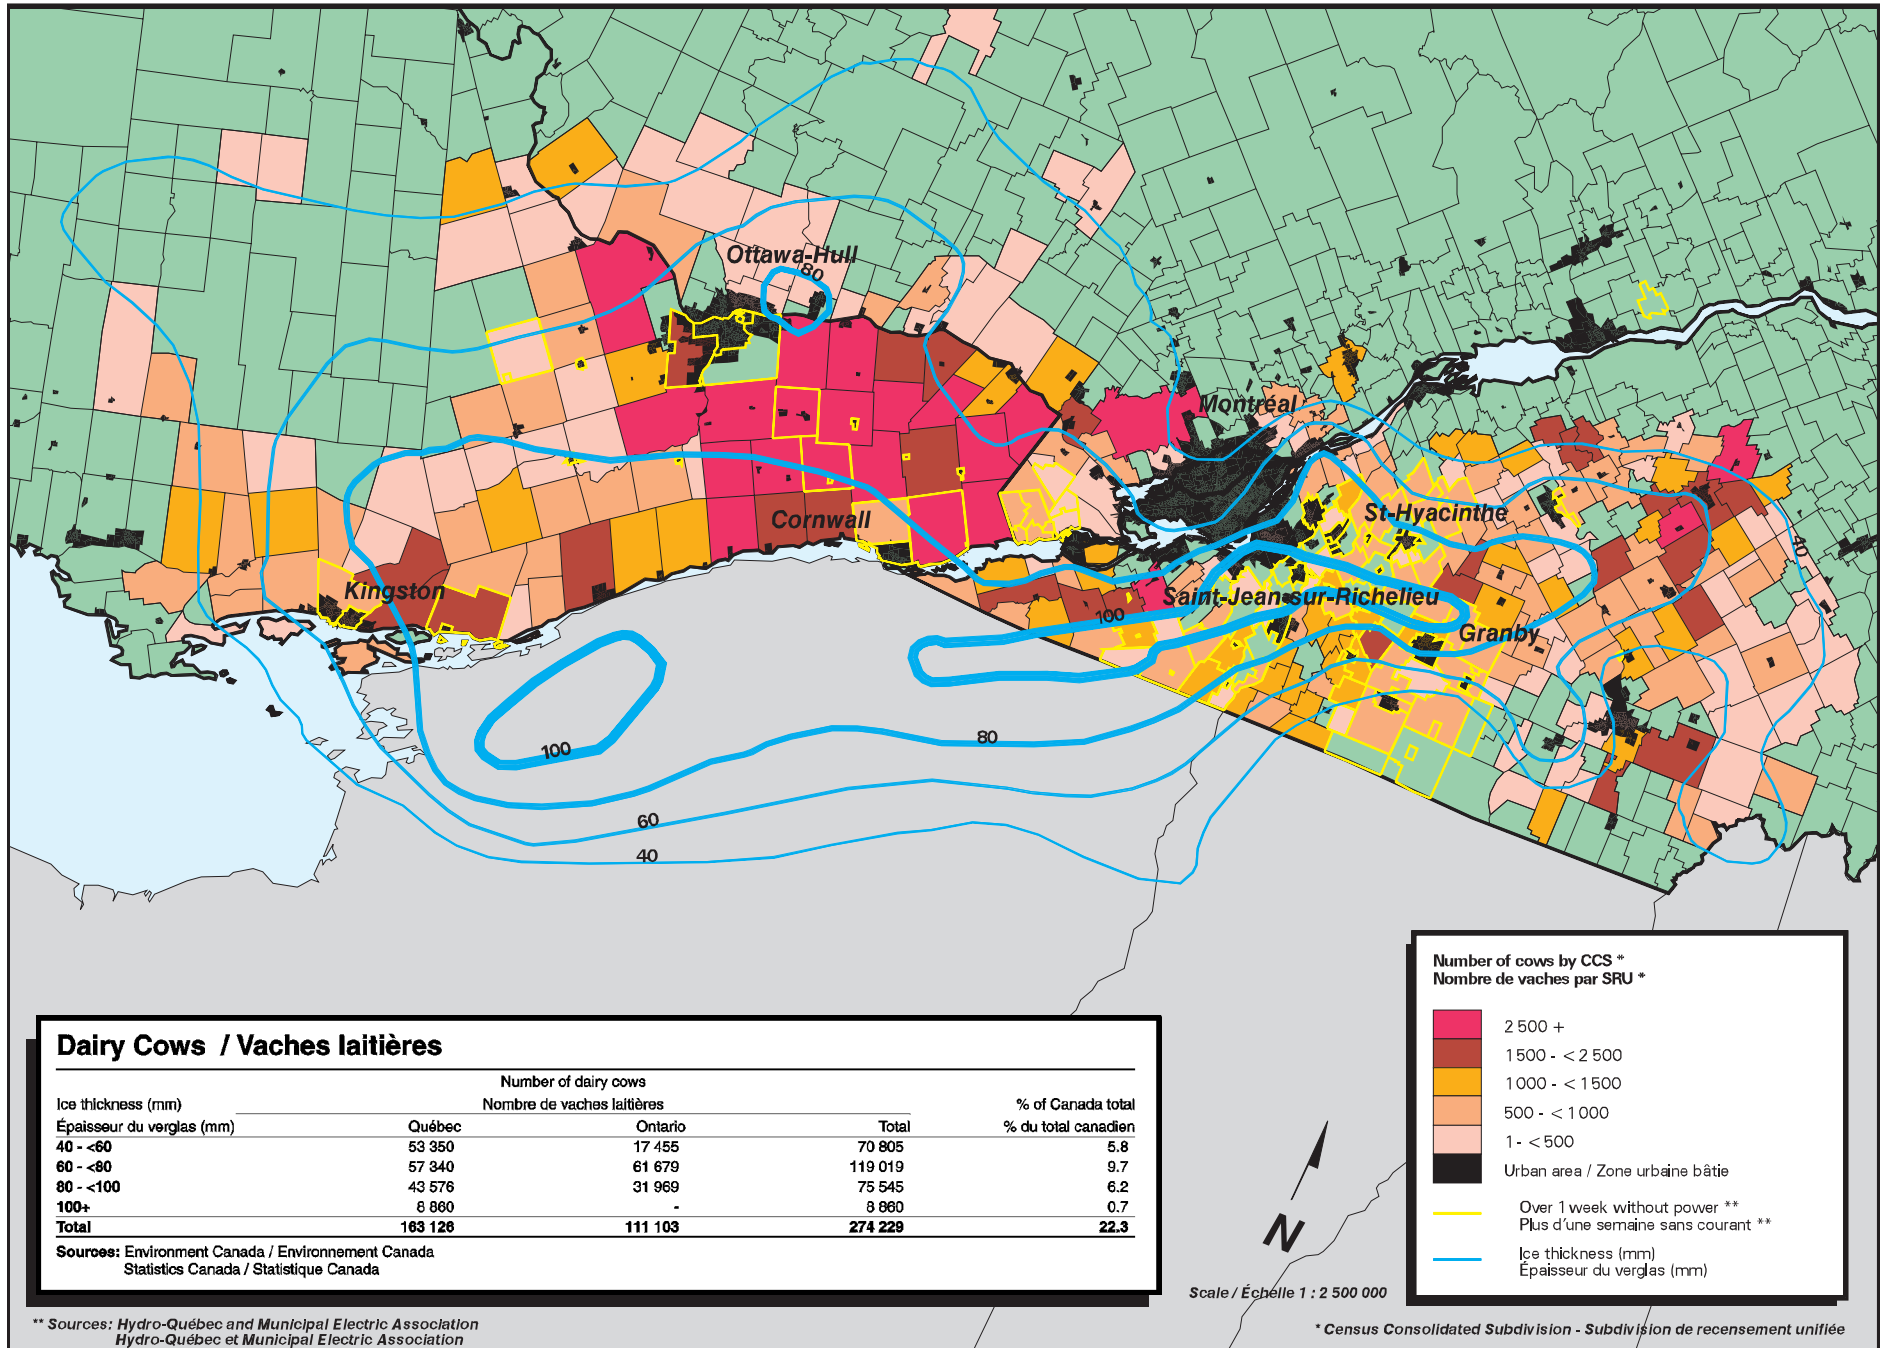 Ottawa-Hull
80
Montréal
Cornwall
St-Hyacinthe
40
Kingston
Saint-Jean-sur-Richelieu
100
Granby
100
80
60
40
Number of cows by CCS *
Nombre de vaches par SRU *
2 500 +
1 500 - < 2 500
1 000 - < 1 500
500 - < 1 000
1 - < 500
Urban area / Zone urbaine bâtie
Over 1 week without power **
Plus d'une semaine sans courant **
Ice thickness (mm)
Épaisseur du verglas (mm)
Dairy Cows / Vaches laitières
Number of dairy cows
Ice thickness (mm) Nombre de vaches laitières % of Canada total
Épaisseur du verglas (mm) Québec Ontario Total % du total canadien
40 - <60 53 350 17 455 70 805 5.8
60 - <80 57 340 61 679 119 019 9.7
80 - <100 43 576 31 969 75 545 6.2
100+ 8 860 - 8 860 0.7
Total 163 126 111 103 274 229 22.3
Sources: Environment Canada / Environnement Canada
Statistics Canada / Statistique Canada
N
Scale / Échelle 1 : 2 500 000
** Sources: Hydro-Québec and Municipal Electric Association
Hydro-Québec et Municipal Electric Association
* Census Consolidated Subdivision - Subdivision de recensement unifiée